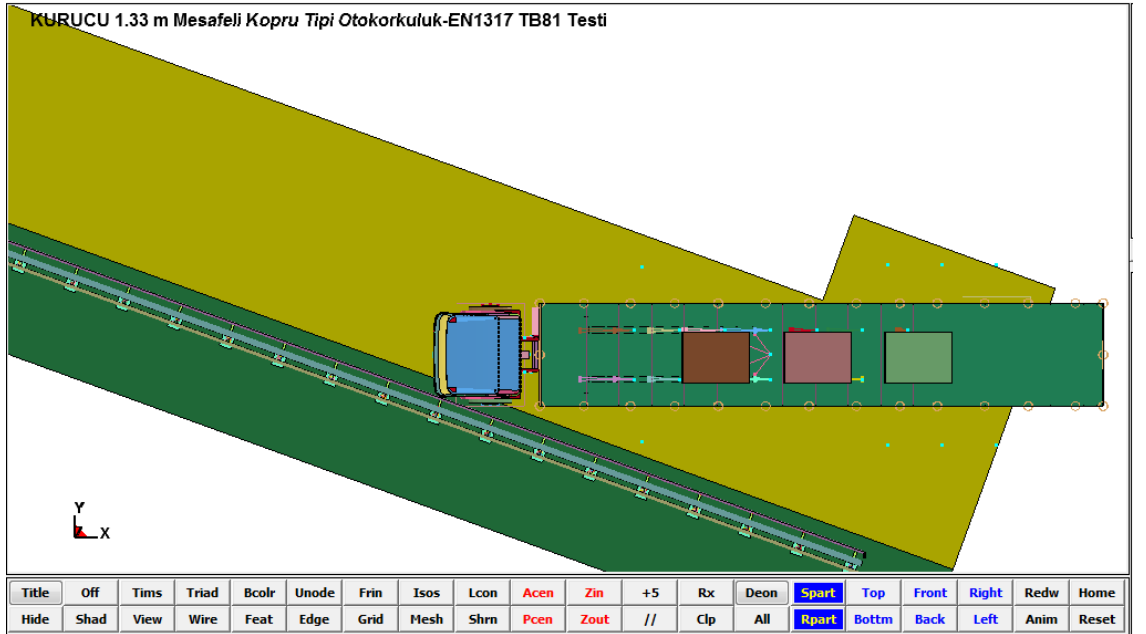 KURUCU 1.33 m Mesafeli Kopru Tipi Otokorkuluk-EN1317 TB81 Testi
Y
X
Title Off Tims Triad Bcolr Unode Frin Isos Lcon Acen Zin +5 Rx Deon Spart Top Front Right Redw Home
Hide Shad View Wire Feat Edge Grid Mesh Shrn Pcen Zout // Clp All Rpart Bottm Back Left Anim Reset